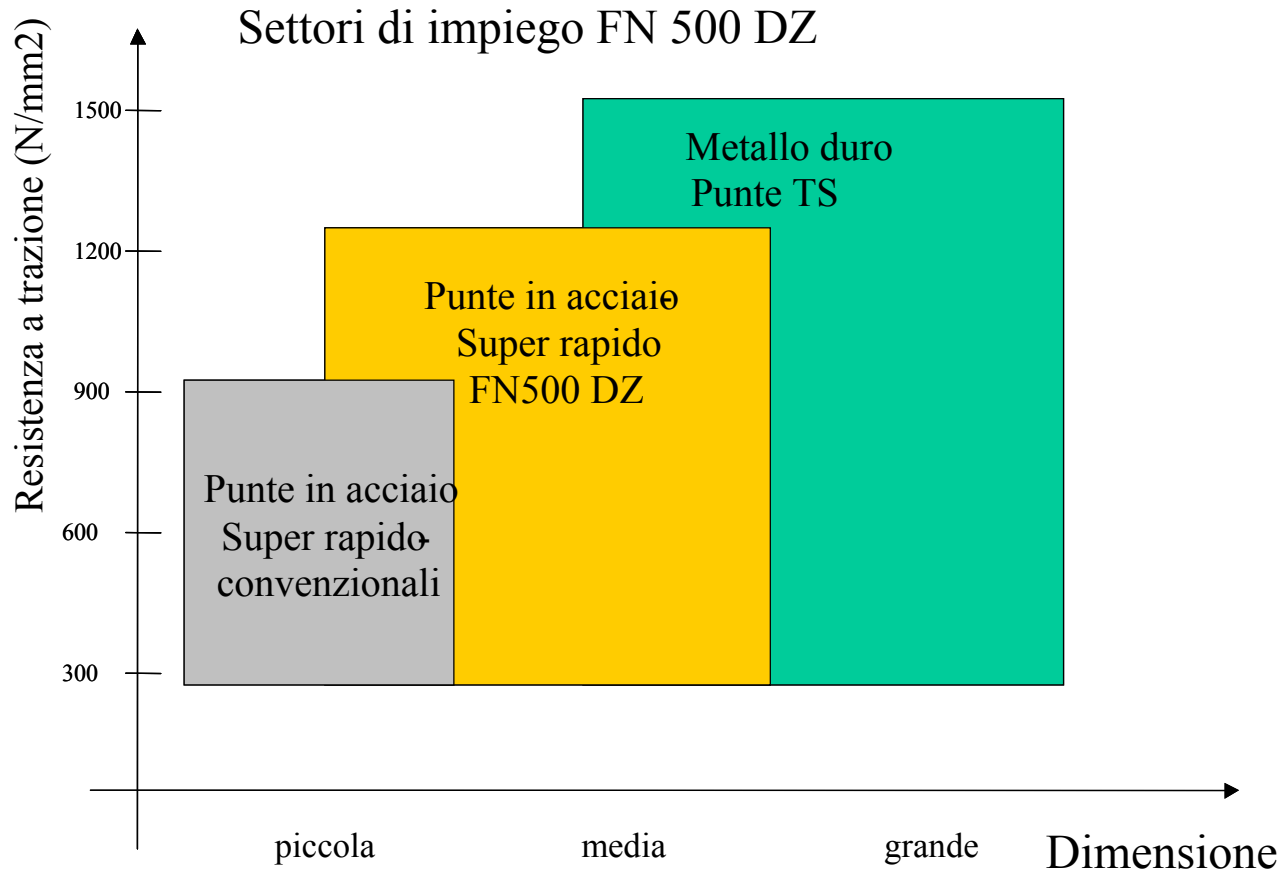 Settori di impiego FN 500 DZ
Resistenza a trazione (N/mm2)
1500
1200
900
600
300
Metallo duro
Punte TS
Punte in acciaio
Super rapido
FN500 DZ
Punte in acciaio
Super rapido-
convenzionali
piccola
media
grande
Dimensione